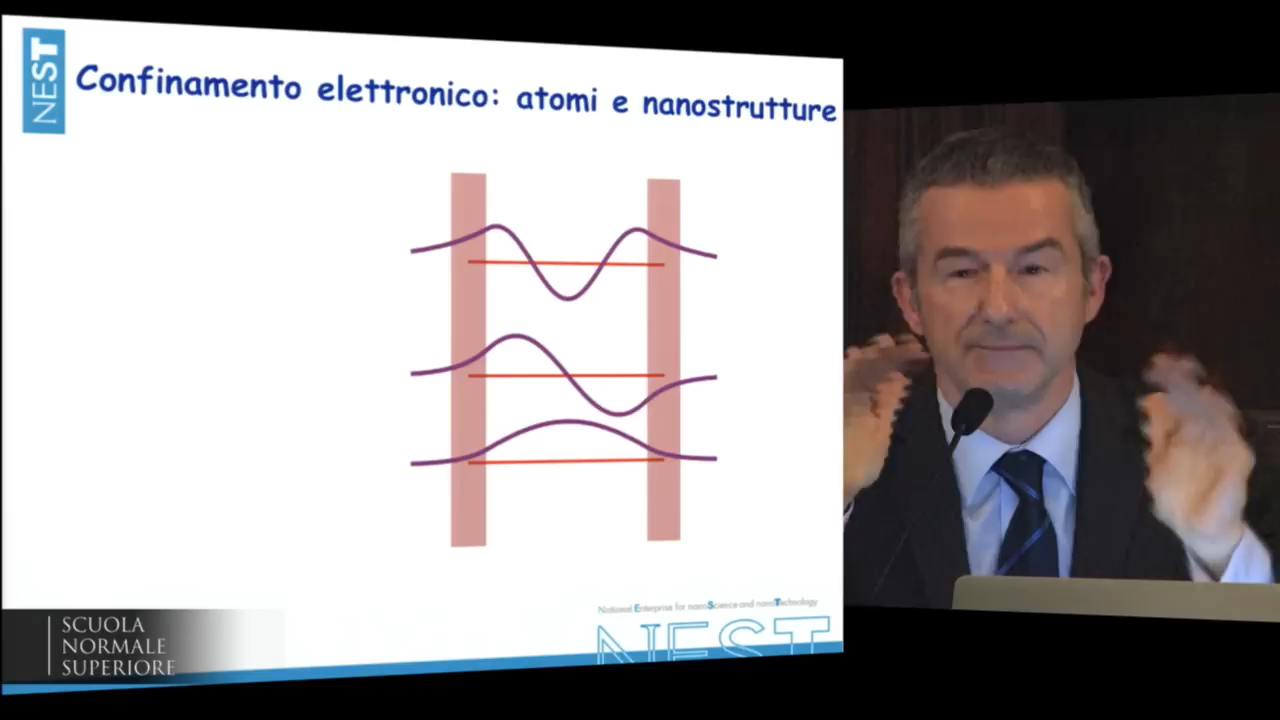 NEST
Confinamento elettronico: atomi e nanostrutture
National Enterprise for nanoScience and nanoTechnology
NEST
SCUOLA
NORMALE
SUPERIORE